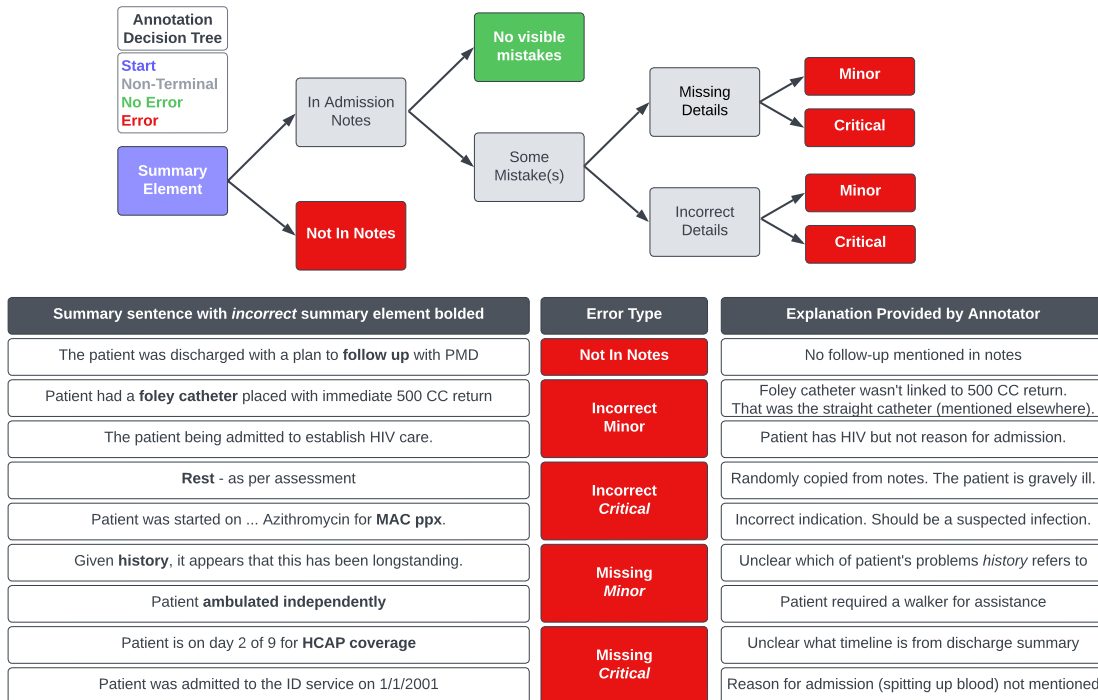 Annotation
Decision Tree
Start
Non-Terminal
No Error
Error
Summary
Element
In Admission
Notes
Not In Notes
No visible
mistakes
Some
Mistake(s)
Missing
Details
Incorrect
Details
Minor
Critical
Minor
Critical
Summary sentence with incorrect summary element bolded
Error Type
Explanation Provided by Annotator
The patient was discharged with a plan to follow up with PMD
Not In Notes
No follow-up mentioned in notes
Patient had a foley catheter placed with immediate 500 CC return
Incorrect
Minor
Foley catheter wasn't linked to 500 CC return.
That was the straight catheter (mentioned elsewhere).
The patient being admitted to establish HIV care.
Patient has HIV but not reason for admission.
Rest - as per assessment
Incorrect
Critical
Randomly copied from notes. The patient is gravely ill.
Patient was started on ... Azithromycin for MAC ppx.
Incorrect indication. Should be a suspected infection.
Given history, it appears that this has been longstanding.
Missing
Minor
Unclear which of patient's problems history refers to
Patient ambulated independently
Patient required a walker for assistance
Patient is on day 2 of 9 for HCAP coverage
Missing
Critical
Unclear what timeline is from discharge summary
Patient was admitted to the ID service on 1/1/2001
Reason for admission (spitting up blood) not mentioned